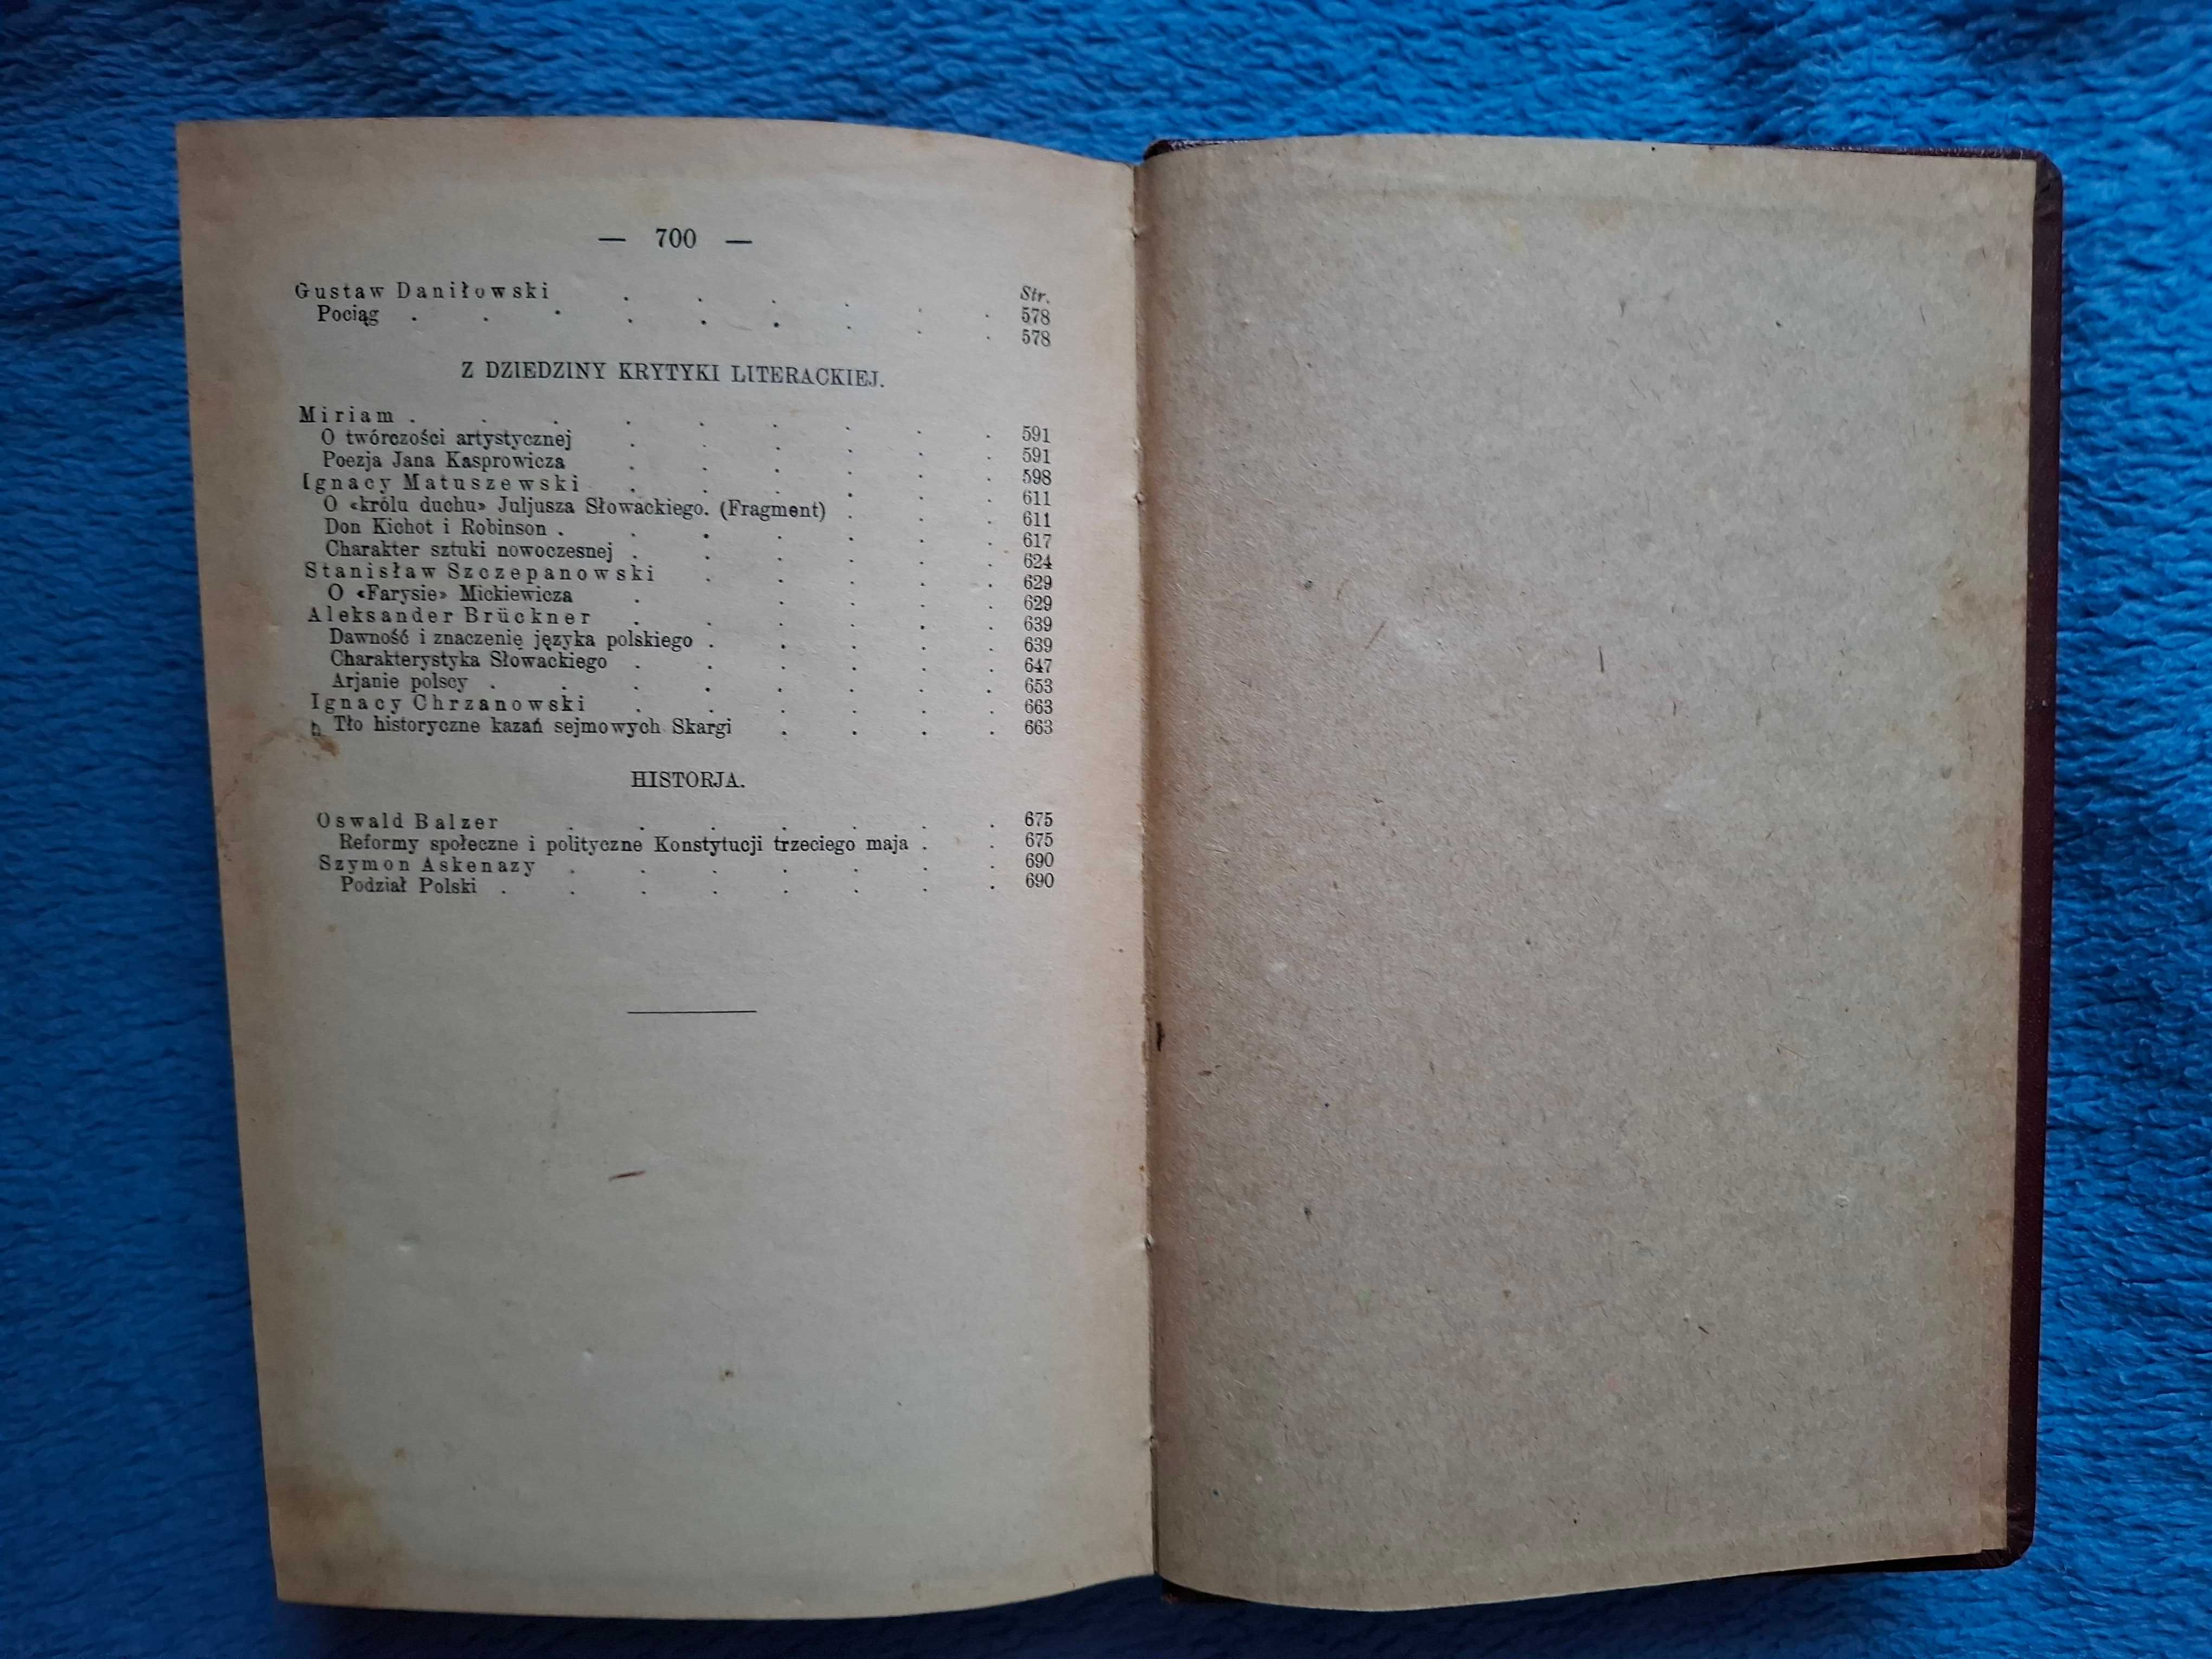 — 700 —
Str.
Gustaw Daniłowski . . . . . . 578
Pociąg . . . . . . . . . 578
Z DZIEDZINY KRYTYKI LITERACKIEJ.
Miriam . . . . . . . . . 591
O twórczości artystycznej . . . . . . 591
Poezja Jana Kasprowicza . . . . . . 598
Ignacy Matuszewski . . . . . . 611
O «królu duchu» Juljusza Słowackiego. (Fragment) . . . 611
Don Kichot i Robinson . . . . . . . 617
Charakter sztuki nowoczesnej . . . . . . 624
Stanisław Szczepanowski . . . . . 629
O «Farysie» Mickiewicza . . . . . 629
Aleksander Brückner . . . . . . 639
Dawność i znaczenie języka polskiego . . . . . 639
Charakterystyka Słowackiego . . . . . . 647
Arjanie polscy . . . . . . . . 653
Ignacy Chrzanowski . . . . . . 663
Tło historyczne kazań sejmowych Skargi . . . . 663
HISTORJA.
Oswald Balzer . . . . . . . 675
Reformy społeczne i polityczne Konstytucji trzeciego maja . . 675
Szymon Askenazy . . . . . . . 690
Podział Polski . . . . . . . . 690